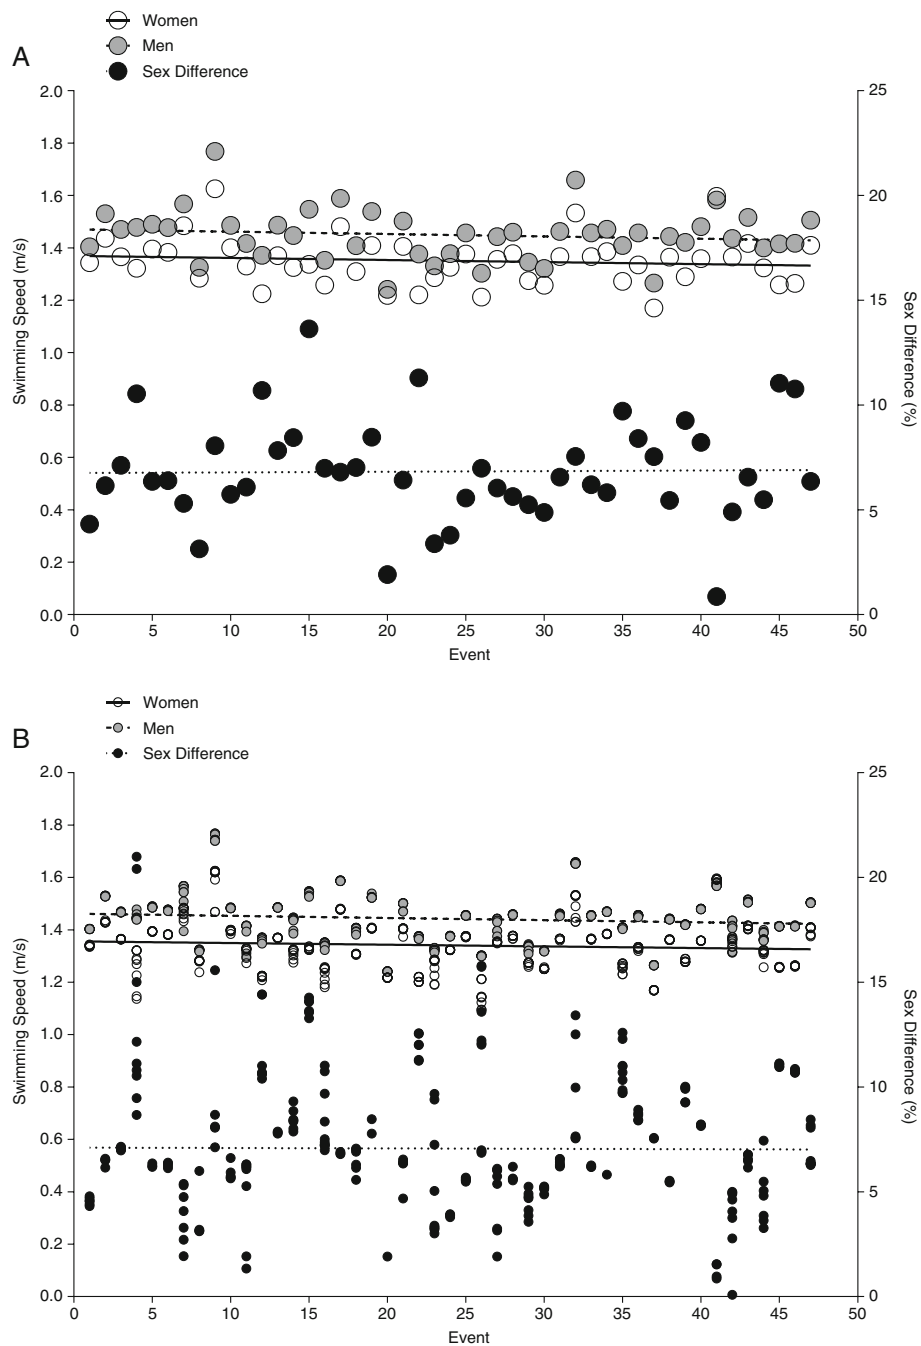 Women
Men
A
Sex Difference
2.0
25
1.8
1.6
20
1.4
1.2
15
1.0
0.8
10
0.6
0.4
5
0.2
0.0
0
Swimming Speed (m/s)
Sex Difference (%)
0 5 10 15 20 25 30 35 40 45 50
Event
Women
Men
B
Sex Difference
2.0
25
1.8
1.6
20
1.4
1.2
15
1.0
0.8
10
0.6
0.4
5
0.2
0.0
0
Swimming Speed (m/s)
Sex Difference (%)
0 5 10 15 20 25 30 35 40 45 50
Event